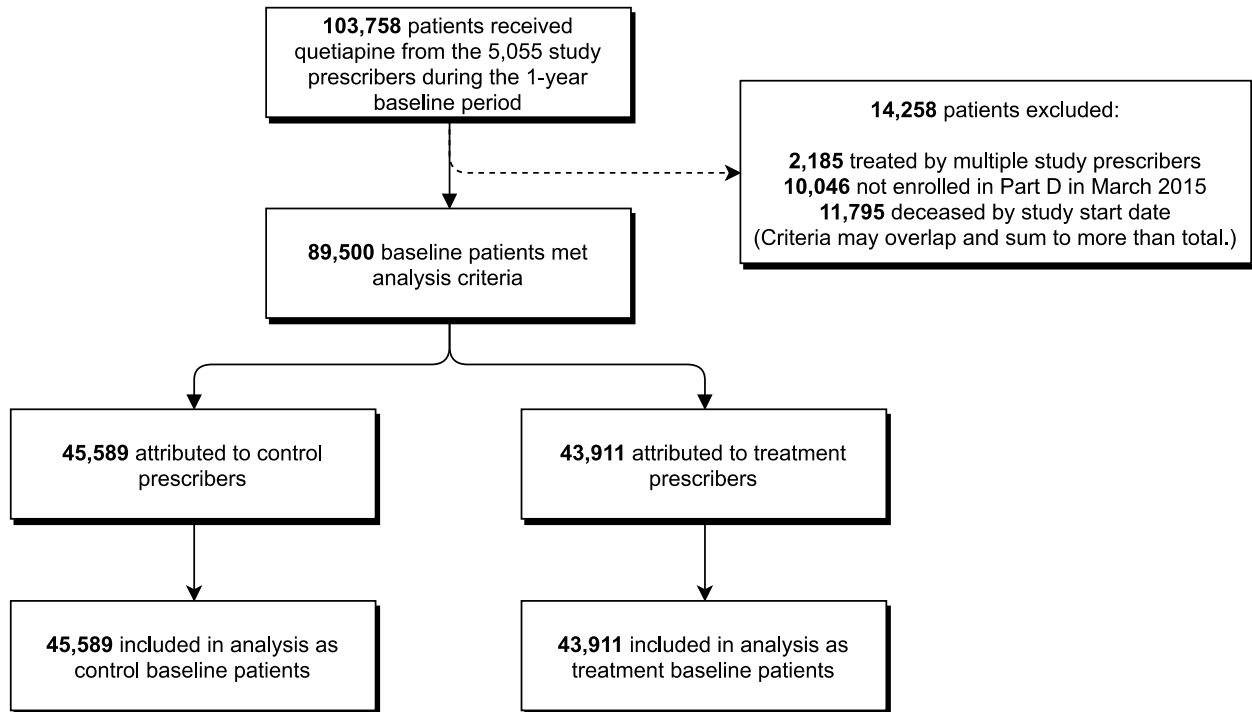 103,758 patients received
quetiapine from the 5,055 study
prescribers during the 1-year
baseline period
14,258 patients excluded:
2,185 treated by multiple study prescribers
10,046 not enrolled in Part D in March 2015
11,795 deceased by study start date
(Criteria may overlap and sum to more than total.)
89,500 baseline patients met
analysis criteria
45,589 attributed to control
prescribers
43,911 attributed to treatment
prescribers
45,589 included in analysis as
control baseline patients
43,911 included in analysis as
treatment baseline patients